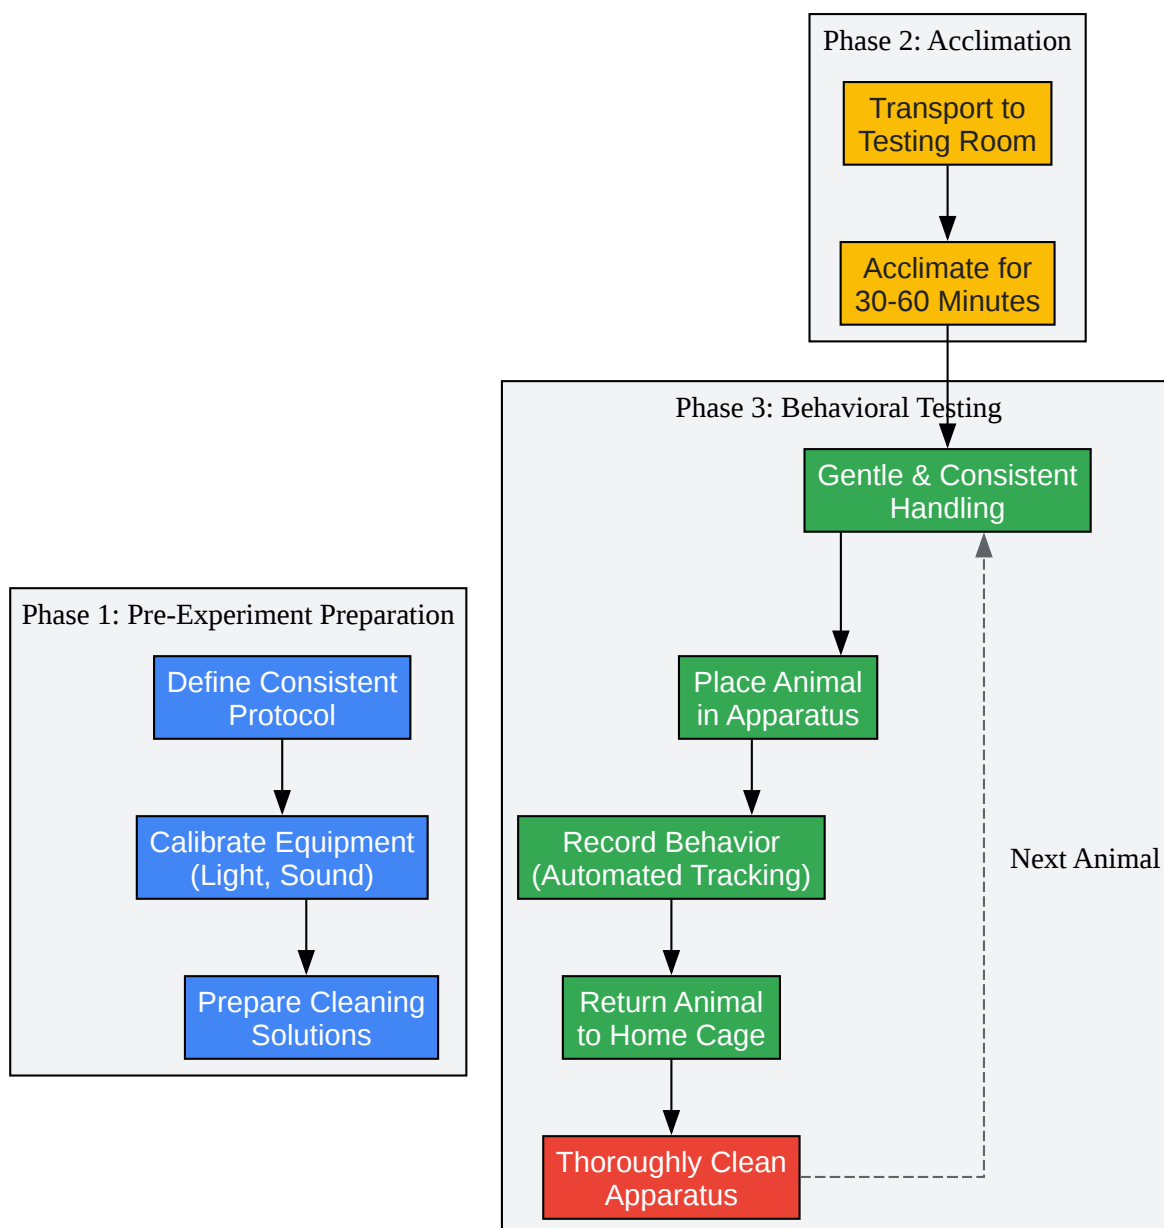 Phase 1: Pre-Experiment Preparation
Define Consistent
Protocol
Calibrate Equipment
(Light, Sound)
Prepare Cleaning
Solutions
Phase 2: Acclimation
Transport to
Testing Room
Acclimate for
30-60 Minutes
Phase 3: Behavioral Testing
Gentle & Consistent
Handling
Place Animal
in Apparatus
Record Behavior
(Automated Tracking)
Return Animal
to Home Cage
Thoroughly Clean
Apparatus
Next Animal